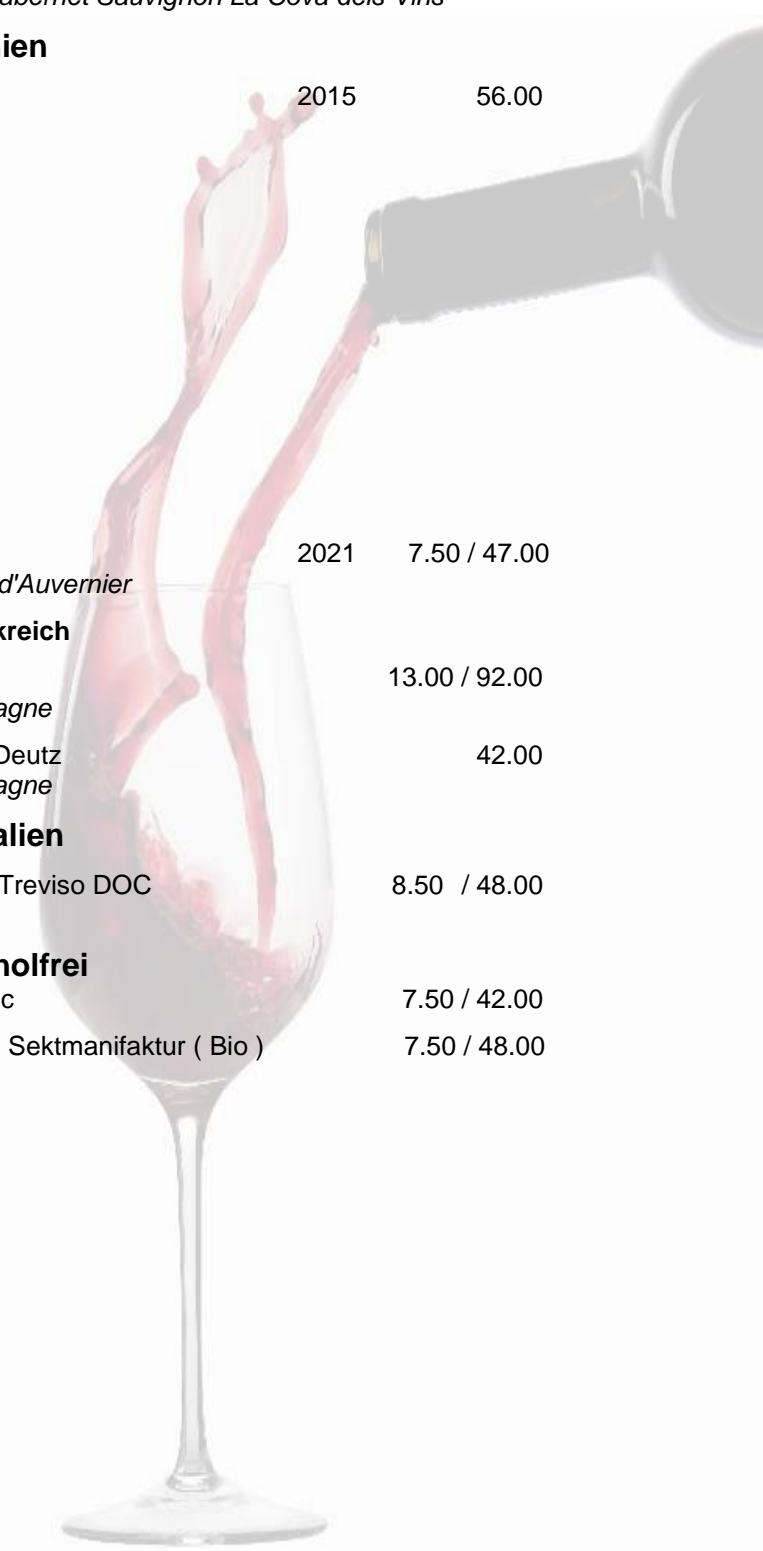 abernet Sauvignon La Cova dels Vins
ien
2015 56.00
2021 7.50 / 47.00
d'Auvernier
kreich
13.00 / 92.00
agne
Deutz 42.00
agne
alien
Treviso DOC 8.50 / 48.00
holfrei
c 7.50 / 42.00
Sektmanifaktur ( Bio ) 7.50 / 48.00